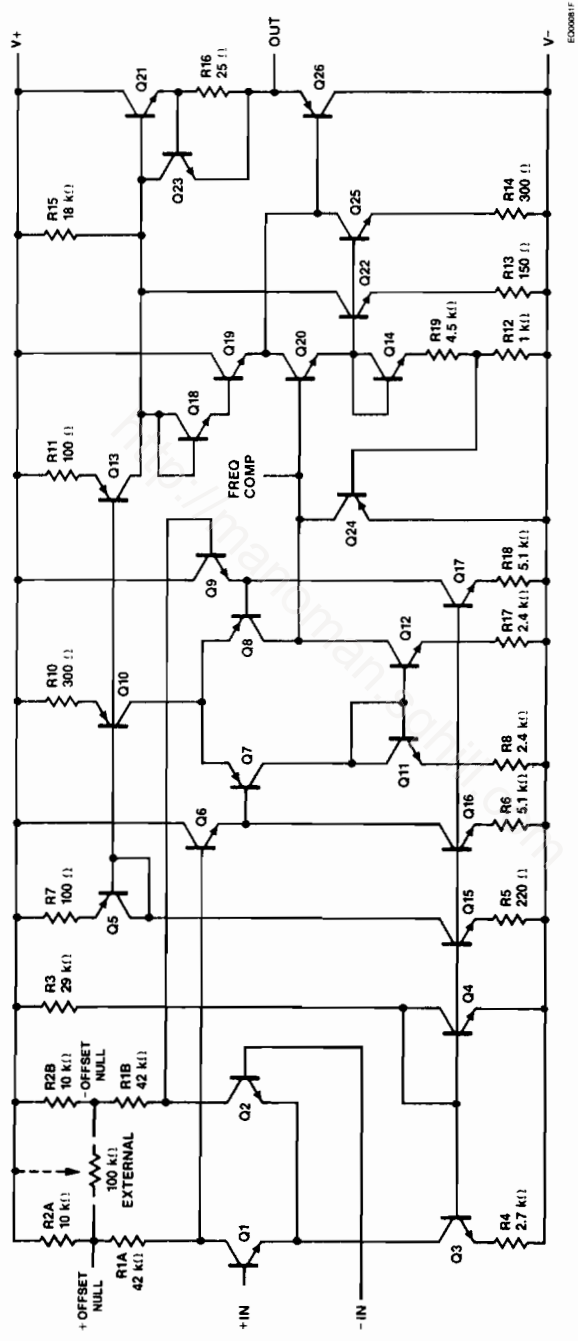 V+
R2A
10 kΩ
R2B
10 kΩ
+ OFFSET
NULL
- OFFSET
NULL
100 kΩ
EXTERNAL
R1A
42 kΩ
R1B
42 kΩ
R3
29 kΩ
R7
100 Ω
R10
300 Ω
R11
100 Ω
R15
18 kΩ
Q5
Q10
Q13
Q21
R16
25 Ω
Q23
OUT
Q26
Q18
Q19
Q9
Q6
Q7
Q8
FREQ
COMP
Q20
Q22
Q25
Q14
Q24
R19
4.5 kΩ
+IN
Q1
Q2
-IN
Q11
Q12
Q3
Q4
Q15
Q16
Q17
R4
2.7 kΩ
R5
220 Ω
R6
5.1 kΩ
R8
2.4 kΩ
R17
2.4 kΩ
R18
5.1 kΩ
R12
1 kΩ
R13
150 Ω
R14
300 Ω
V-
EQ00081F